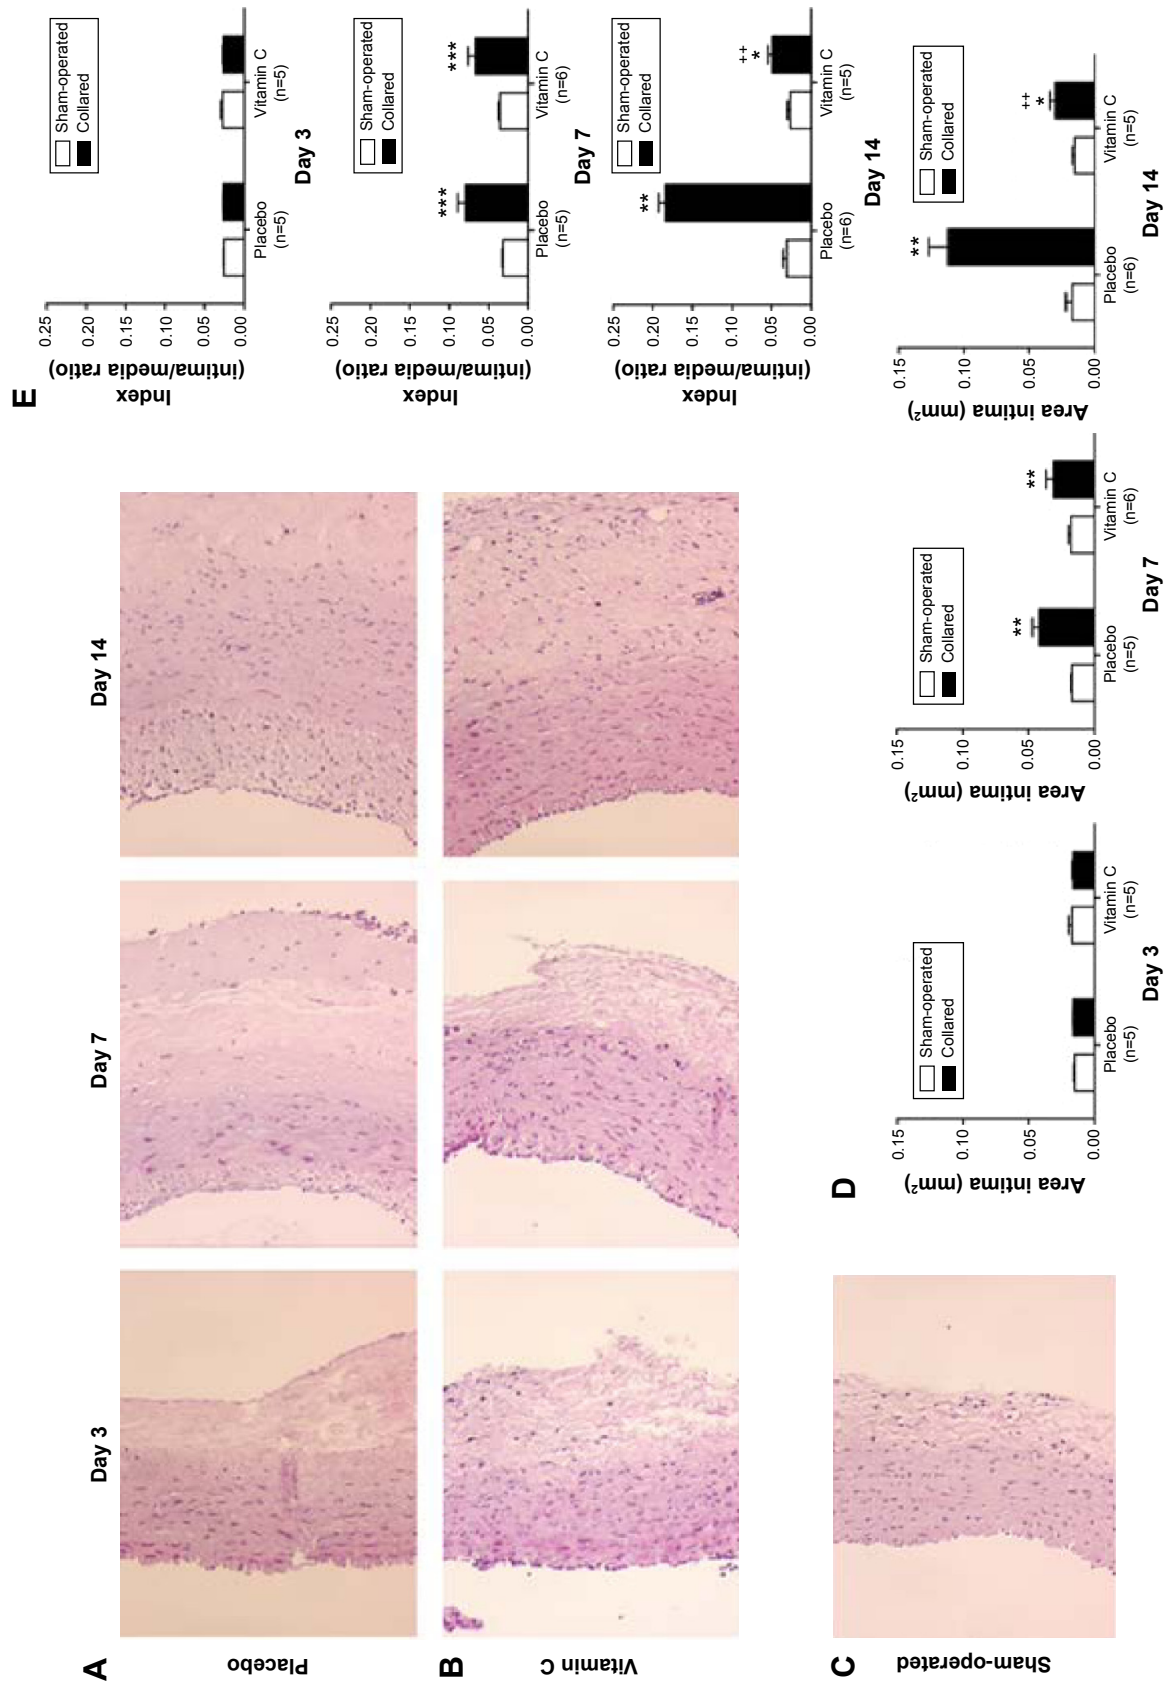 A
Day 3
Day 7
Day 14
Placebo
B
Vitamin C
C
Sham-operated
D
Area intima (mm²)
0.15
0.10
0.05
0.00
Sham-operated
Collared
Placebo
(n=5)
Vitamin C
(n=5)
Day 3
Area intima (mm²)
0.15
0.10
0.05
0.00
Sham-operated
Collared
**
**
Placebo
(n=5)
Vitamin C
(n=6)
Day 7
Area intima (mm²)
0.15
0.10
0.05
0.00
Sham-operated
Collared
**
++
*
Placebo
(n=6)
Vitamin C
(n=5)
Day 14
E
Index
(intima/media ratio)
0.25
0.20
0.15
0.10
0.05
0.00
Sham-operated
Collared
Placebo
(n=5)
Vitamin C
(n=5)
Day 3
Index
(intima/media ratio)
0.25
0.20
0.15
0.10
0.05
0.00
Sham-operated
Collared
***
***
Placebo
(n=5)
Vitamin C
(n=6)
Day 7
Index
(intima/media ratio)
0.25
0.20
0.15
0.10
0.05
0.00
Sham-operated
Collared
**
++
*
Placebo
(n=6)
Vitamin C
(n=5)
Day 14